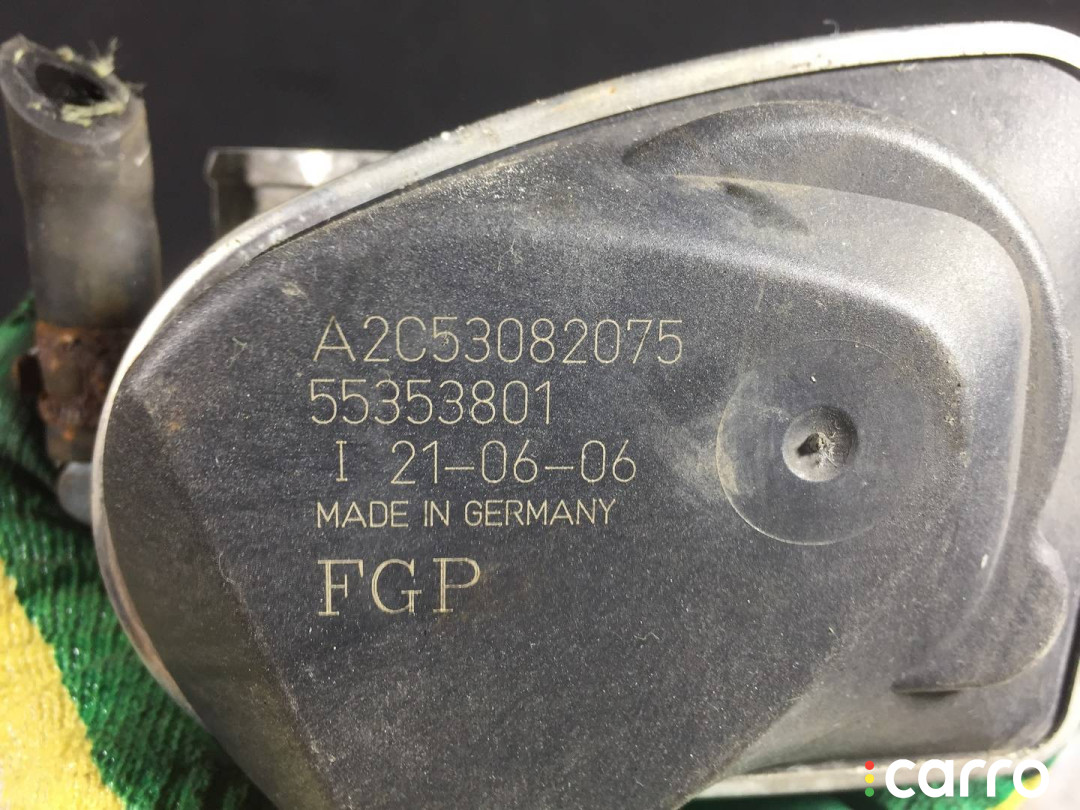 A2C53082075
55353801
I 21-06-06
MADE IN GERMANY
FGP
carro